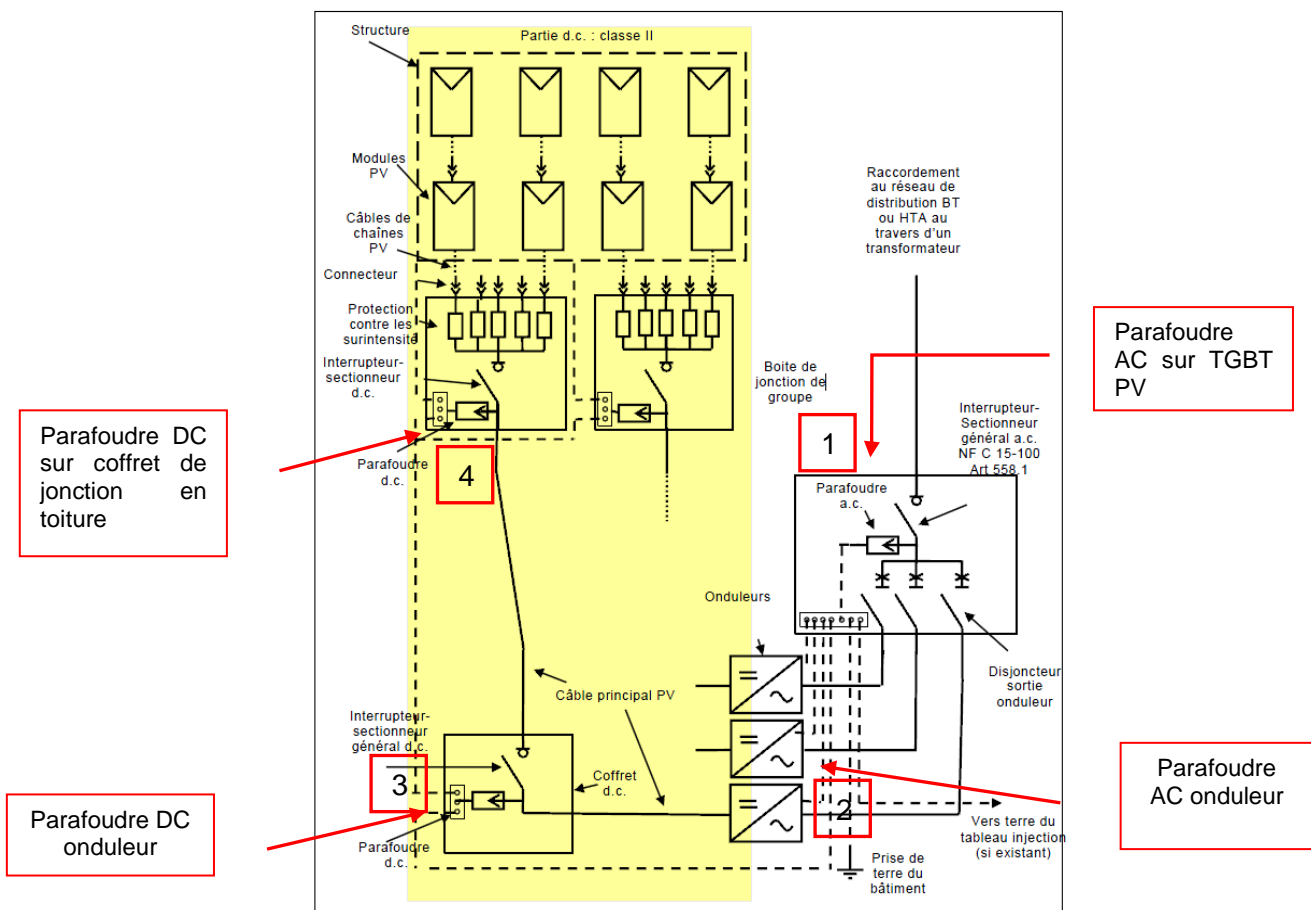 Structure
Partie d.c. : classe II
Modules
PV
Câbles de
chaînes
PV
Connecteur
Protection
contre les
surintensité
Interrupteur-
sectionneur
d.c.
Parafoudre
d.c.
4
Parafoudre DC
sur coffret de
jonction en
toiture
Raccordement
au réseau de
distribution BT
ou HTA au
travers d'un
transformateur
Parafoudre
AC sur TGBT
PV
Boite de
jonction de
groupe
1
Interrupteur-
Sectionneur
général a.c.
NF C 15-100
Art 558.1
Parafoudre
a.c.
Onduleurs
Disjoncteur
sortie
onduleur
Câble principal PV
Interrupteur-
sectionneur
général d.c.
3
Coffret
d.c.
Parafoudre
d.c.
Parafoudre DC
onduleur
2
Parafoudre
AC onduleur
Vers terre du
tableau injection
(si existant)
Prise de
terre du
bâtiment